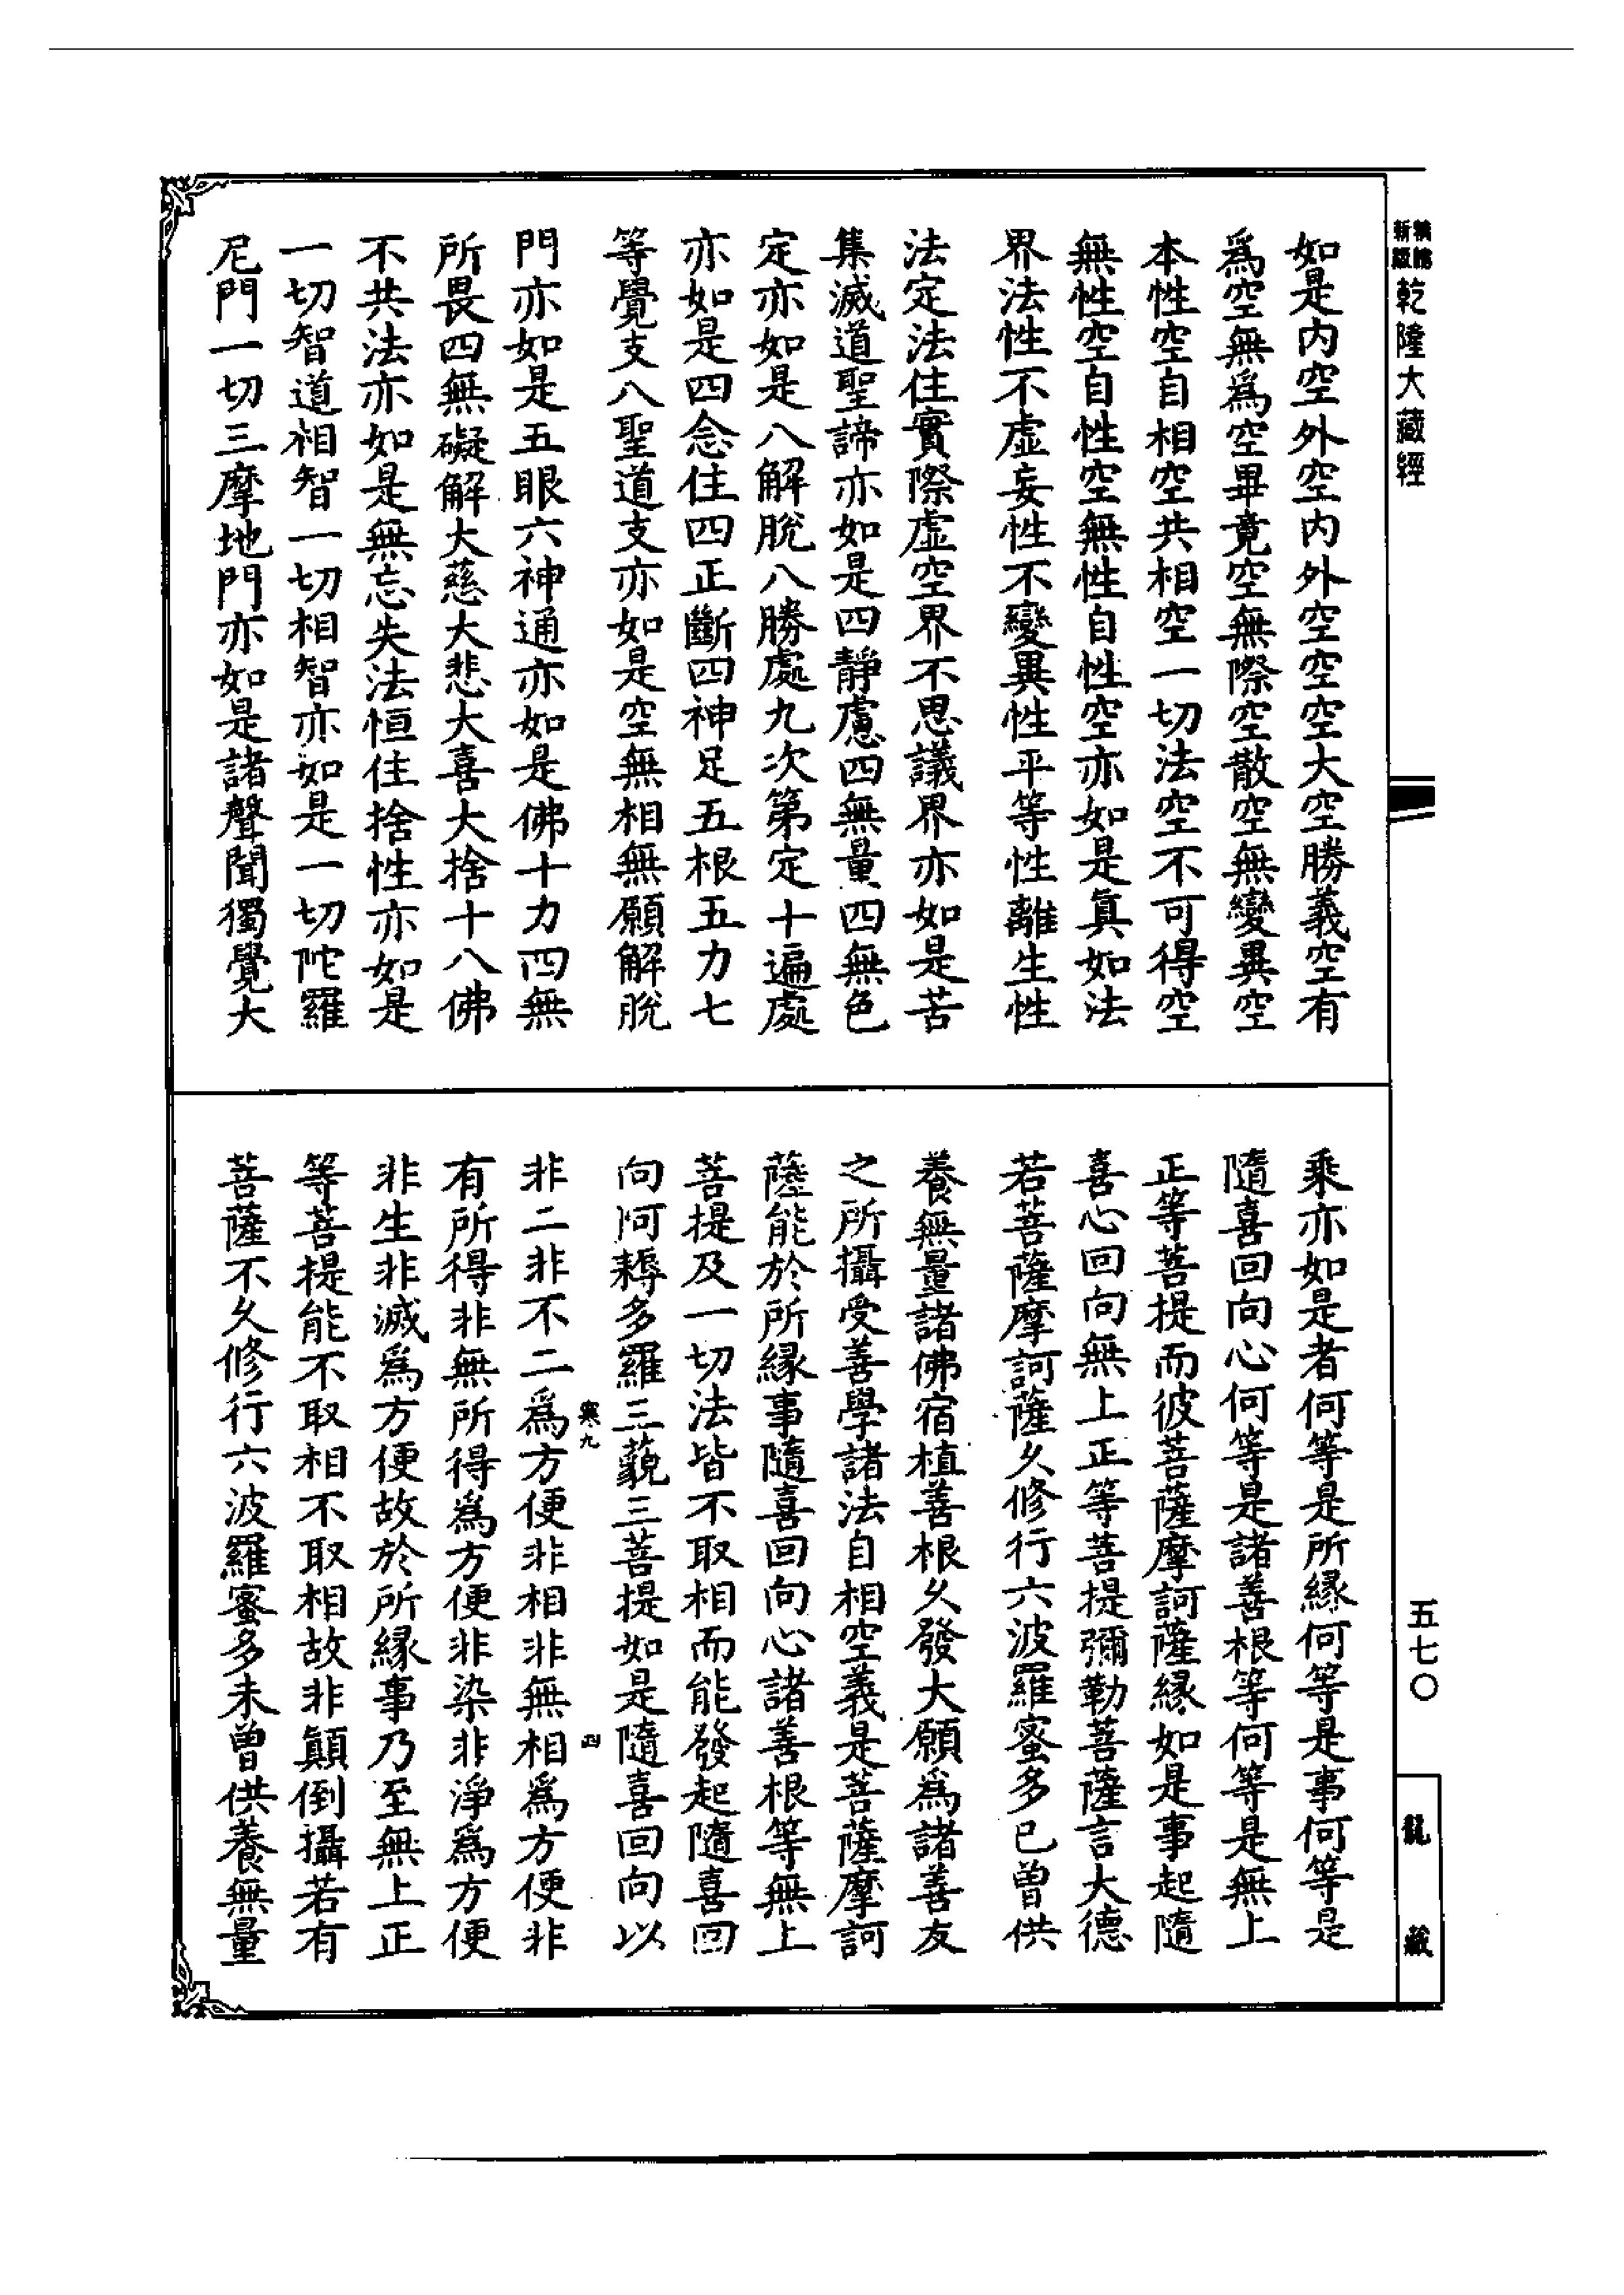 乾隆大藏經
如是内空外空内外空空空大空勝義空有
爲空無爲空畢竟空無際空散空無變異空
本性空自相空共相空一切法空不可得空
無性空自性空無性自性空亦如是真如法
界法性不虛妄性不變異性平等性離生性
法定法住實際虛空界不思議界亦如是苦
集滅道聖諦亦如是四靜慮四無量四無色
定亦如是八解脫八勝處九次第定十遍處
亦如是四念住四正斷四神足五根五力七
等覺支八聖道支亦如是空無相無願解脫
門亦如是五眼六神通亦如是佛十力四無
所畏四無礙解大慈大悲大喜大捨十八佛
不共法亦如是無忘失法恒住捨性亦如是
一切智道相智一切相智亦如是一切陀羅
尼門一切三摩地門亦如是諸聲聞獨覺大
乘亦如是者何等是所緣何等是事何等是
隨喜回向心何等是諸善根等何等是無上
正等菩提而彼菩薩摩訶薩緣如是事起隨
喜心回向無上正等菩提彌勒菩薩言大德
若菩薩摩訶薩久修行六波羅蜜多已曾供
養無量諸佛宿植善根久發大願爲諸善友
之所攝受善學諸法自相空義是菩薩摩訶
薩能於所緣事隨喜回向心諸善根等無上
菩提及一切法皆不取相而能發起隨喜回
向阿耨多羅三藐三菩提如是隨喜回向以
非二非不二爲方便非相非無相爲方便非
有所得非無所得爲方便非染非淨爲方便
非生非滅爲方便故於所緣事乃至無上正
等菩提能不取相不取相故非顛倒攝若有
菩薩不久修行六波羅蜜多未曾供養無量
寒九
四
五七〇
龍藏